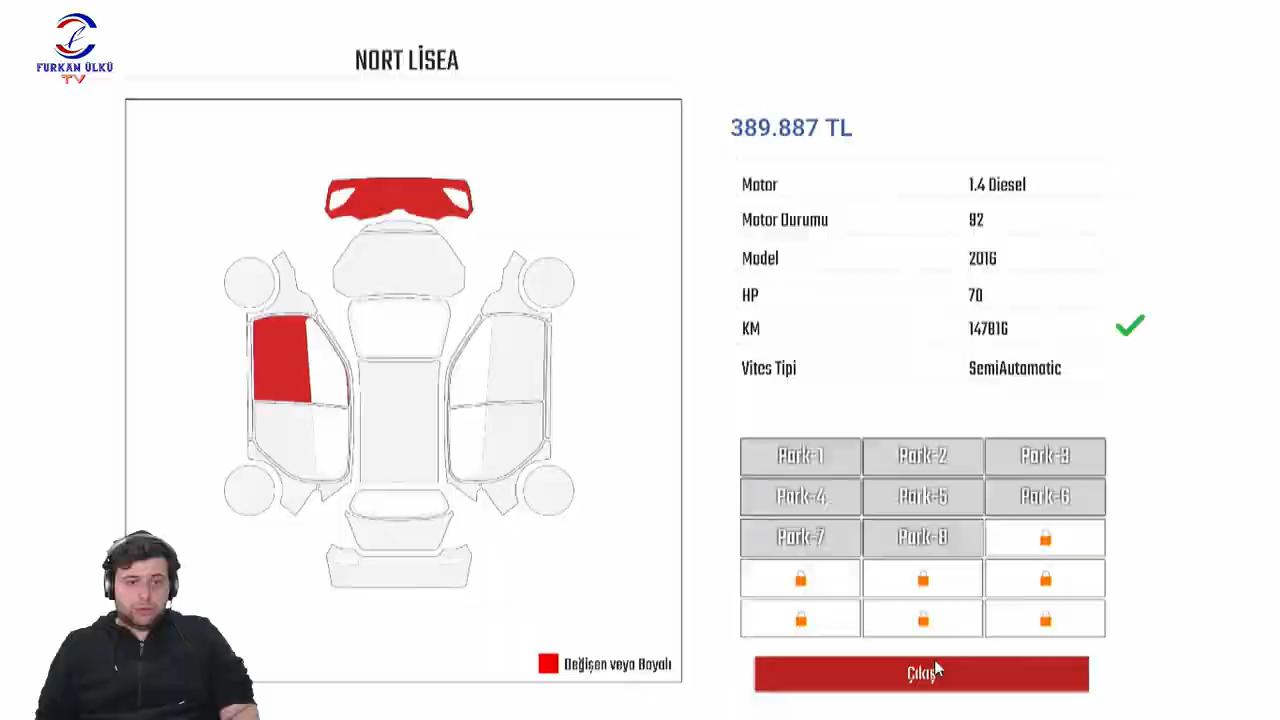 FURKAN ÜLKÜ
TV
NORT LİSEA
389.887 TL
Motor 1.4 Diesel
Motor Durumu 92
Model 2016
HP 70
KM 147816
Vites Tipi SemiAutomatic
Park-1 Park-2 Park-3
Park-4 Park-5 Park-6
Park-7 Park-8
Değişen veya Boyalı
Çıkış